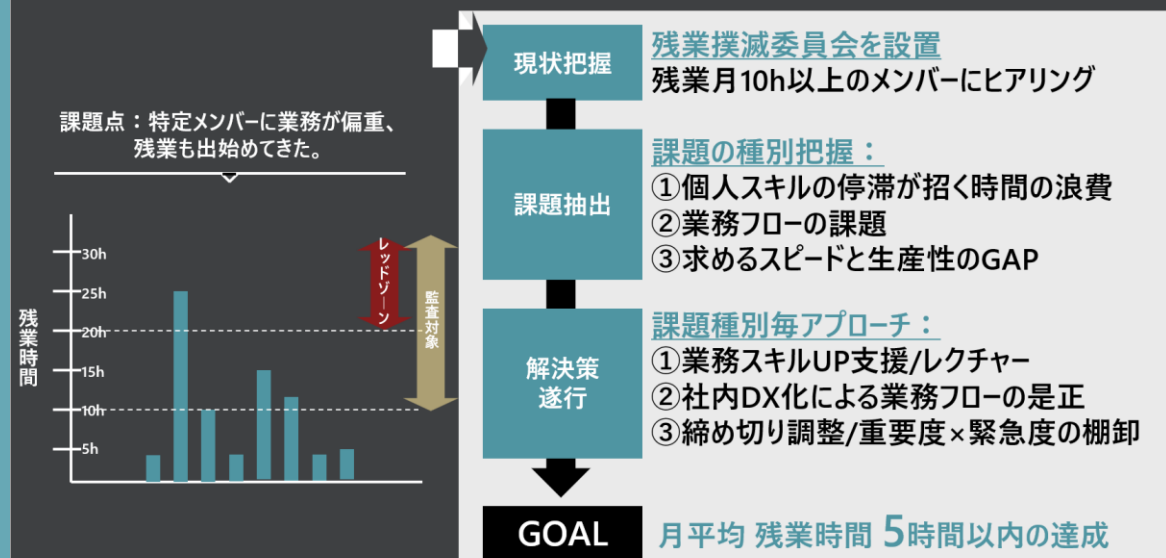 課題点：特定メンバーに業務が偏重、
残業も出始めてきた。
残業時間
30h
25h
20h
15h
10h
5h
レッドゾーン
監査対象
現状把握
残業撲滅委員会を設置
残業月10h以上のメンバーにヒアリング
課題抽出
課題の種別把握：
①個人スキルの停滞が招く時間の浪費
②業務フローの課題
③求めるスピードと生産性のGAP
解決策
遂行
課題種別毎アプローチ：
①業務スキルUP支援/レクチャー
②社内DX化による業務フローの是正
③締め切り調整/重要度×緊急度の棚卸
GOAL
月平均 残業時間 5時間以内の達成